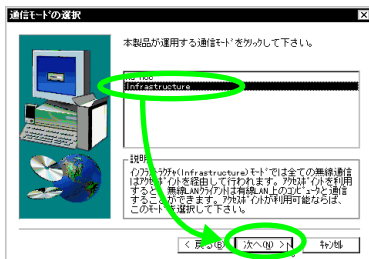 通信ﾓｰﾄﾞの選択
本製品が運用する通信ﾓｰﾄﾞをｸﾘｯｸして下さい。
Infrastructure
説明
ｲﾝﾌﾗｽﾄﾗｸﾁｬ(Infrastructure)ﾓｰﾄﾞでは全ての無線通信
はｱｸｾｽﾎﾟｲﾝﾄを経由して行われます。ｱｸｾｽﾎﾟｲﾝﾄを利用
すると、無線LANｸﾗｲｱﾝﾄは有線LAN上のｺﾝﾋﾟｭｰﾀと通信
することができます。ｱｸｾｽﾎﾟｲﾝﾄが利用可能ならば、
このﾓｰﾄﾞを選択して下さい。
< 戻る(B)
次へ(N) >
ｷｬﾝｾﾙ